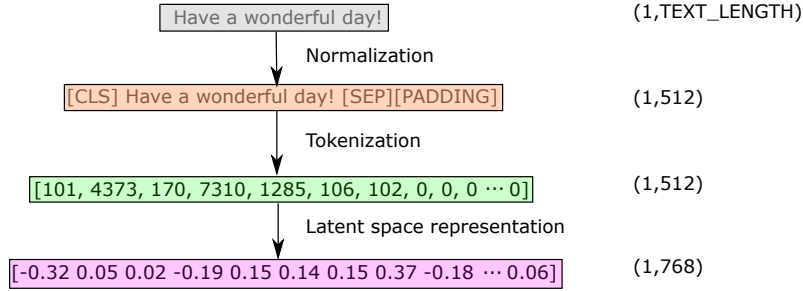 Have a wonderful day! (1,TEXT_LENGTH)
Normalization
[CLS] Have a wonderful day! [SEP][PADDING] (1,512)
Tokenization
[101, 4373, 170, 7310, 1285, 106, 102, 0, 0, 0 ··· 0] (1,512)
Latent space representation
[-0.32 0.05 0.02 -0.19 0.15 0.14 0.15 0.37 -0.18 ··· 0.06] (1,768)